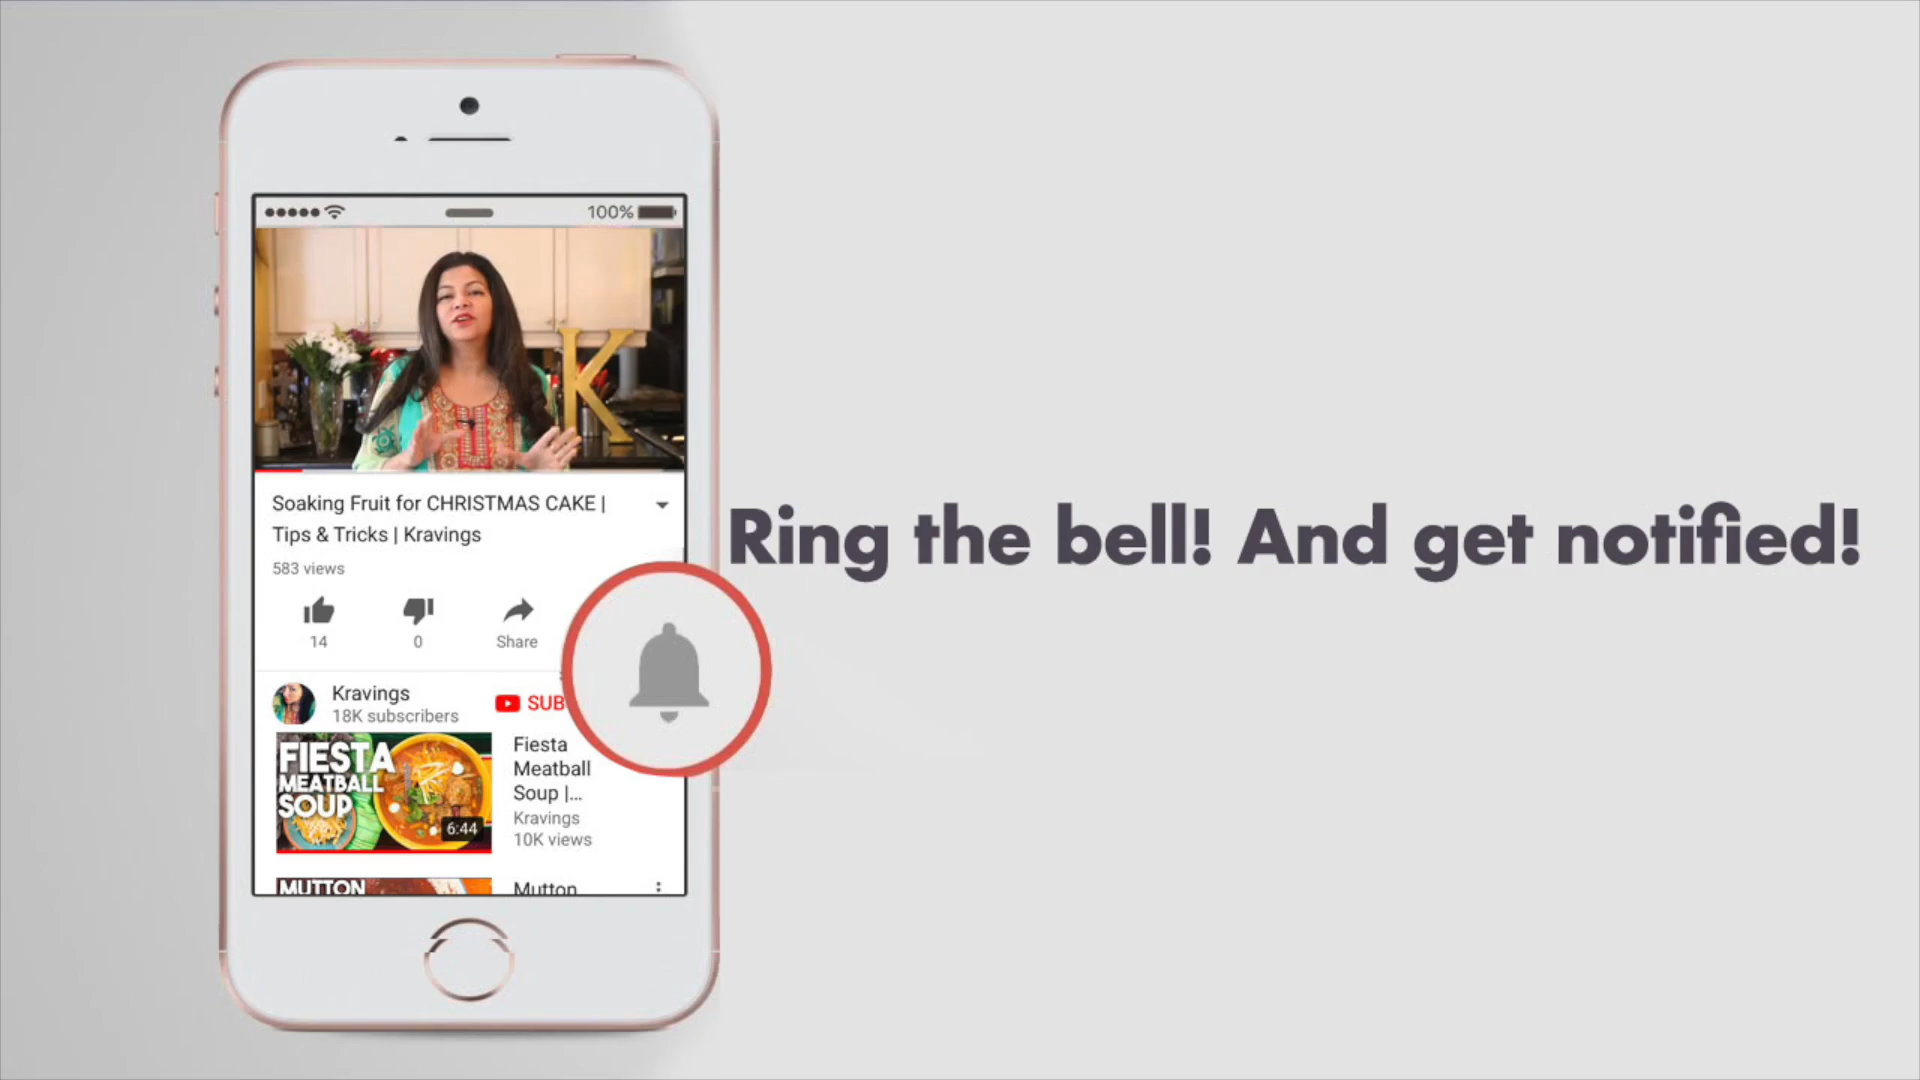 100%
K
Soaking Fruit for CHRISTMAS CAKE |
Tips & Tricks | Kravings
583 views
14
0
Share
Kravings
18K subscribers
SUB
FIESTA
MEATBALL
SOUP
6:44
Fiesta
Meatball
Soup |...
Kravings
10K views
MUTTON
Mutton
Ring the bell! And get notified!